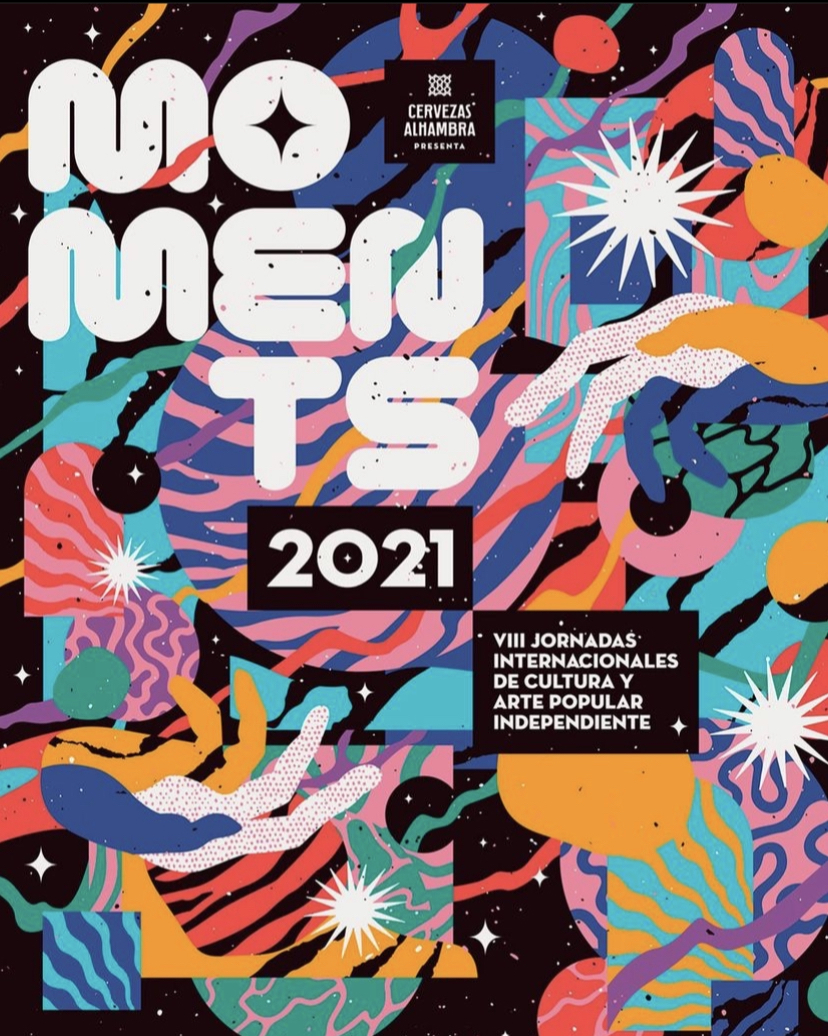 MO
MEN
TS
CERVEZAS
ALHAMBRA
PRESENTA
2021
VIII JORNADAS
INTERNACIONALES
DE CULTURA Y
ARTE POPULAR
INDEPENDIENTE